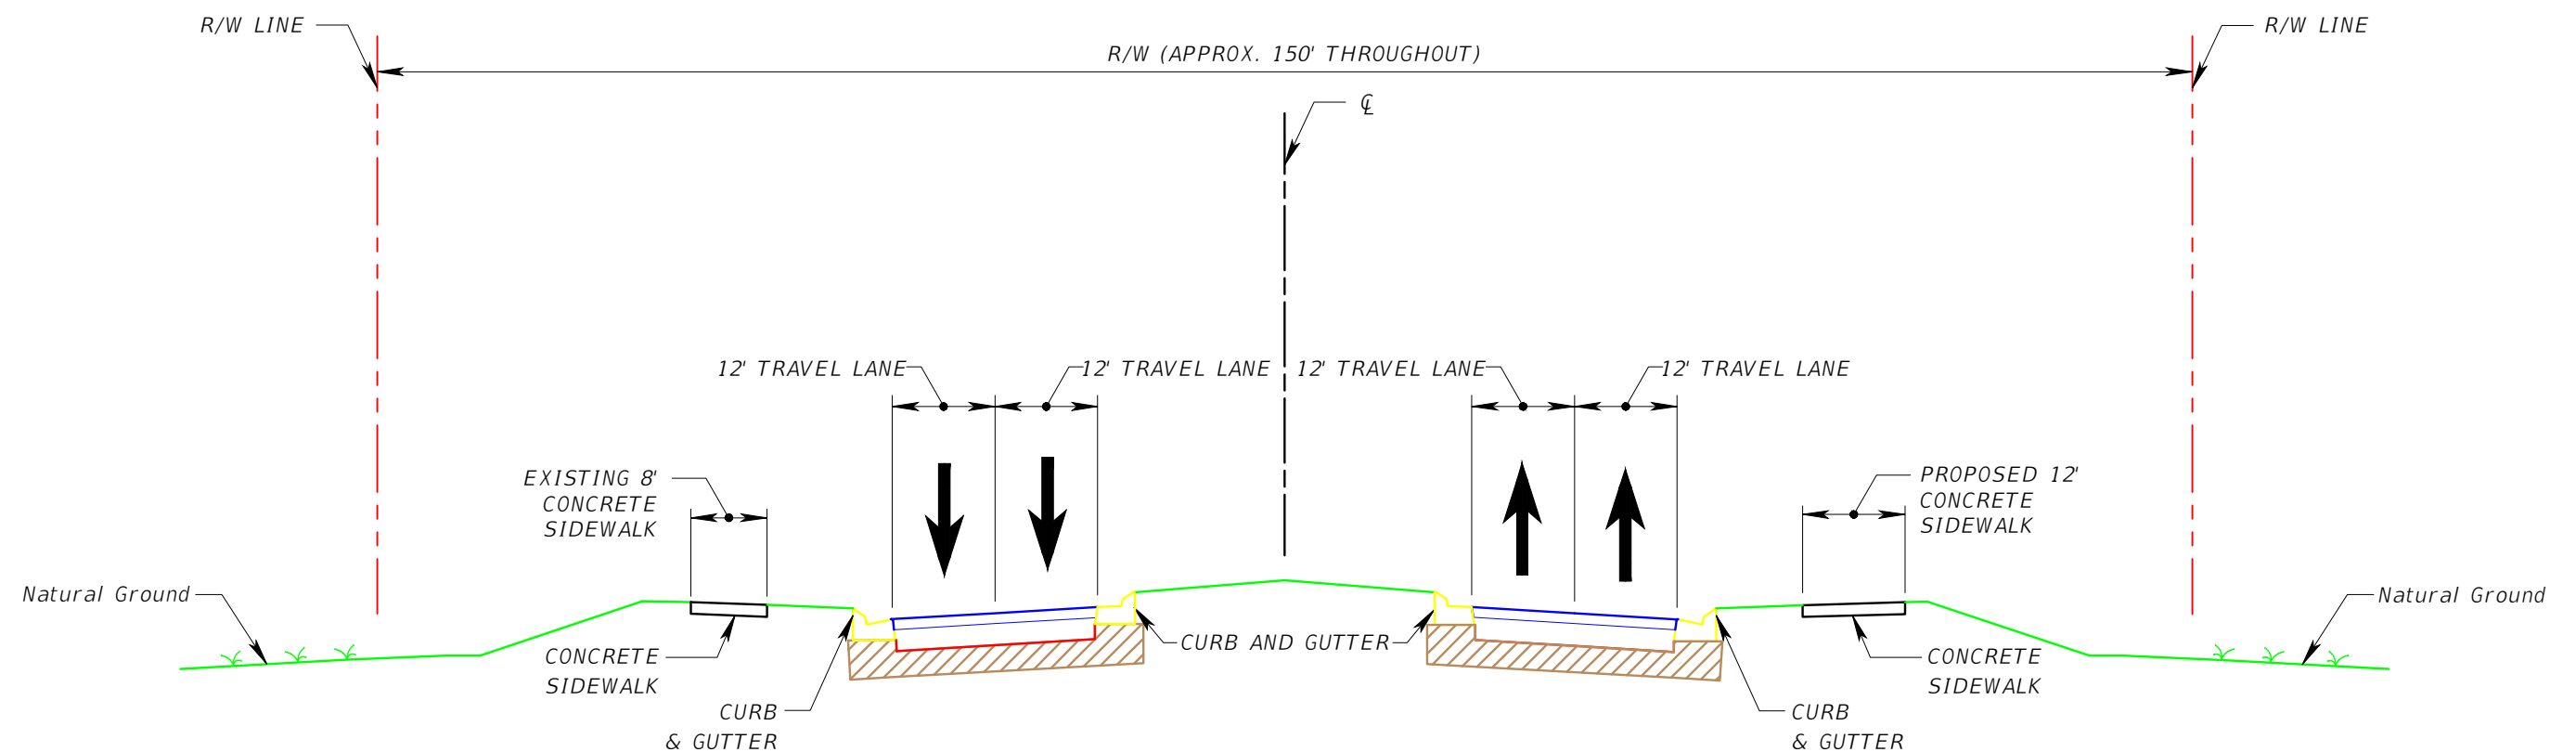 R/W LINE
R/W (APPROX. 150' THROUGHOUT)
R/W LINE
℄
12' TRAVEL LANE
12' TRAVEL LANE
12' TRAVEL LANE
12' TRAVEL LANE
EXISTING 8'
CONCRETE
SIDEWALK
PROPOSED 12'
CONCRETE
SIDEWALK
Natural Ground
Natural Ground
CONCRETE
SIDEWALK
CURB AND GUTTER
CONCRETE
SIDEWALK
CURB
& GUTTER
CURB
& GUTTER